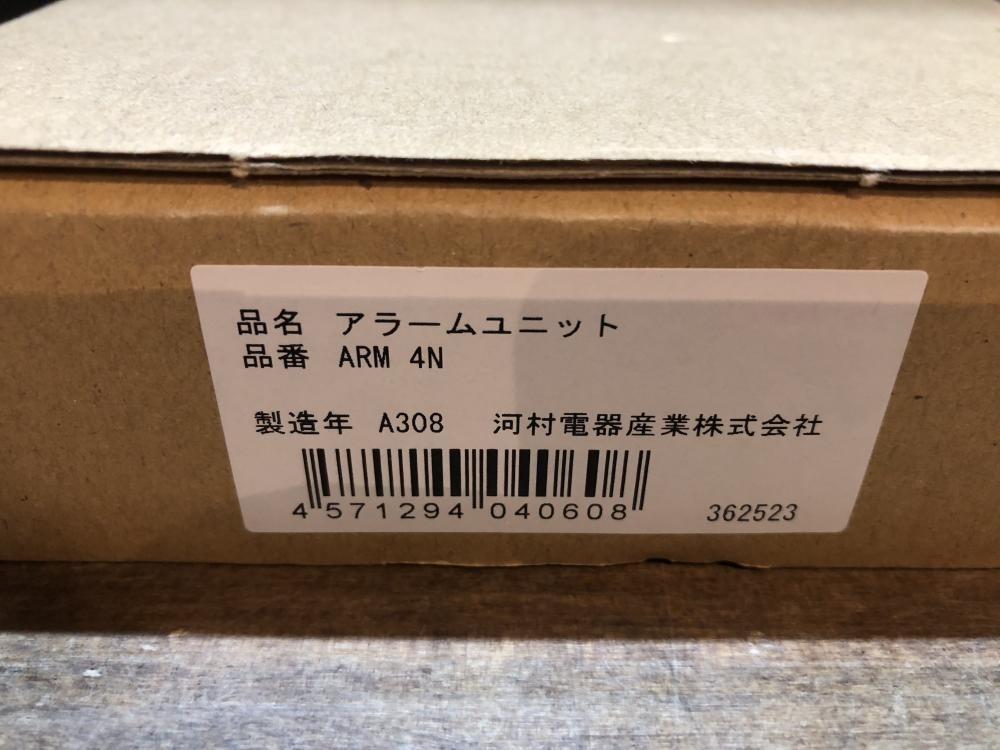 品名 アラームユニット
品番 ARM 4N
製造年 A308 河村電器産業株式会社
4 571294 040608
362523